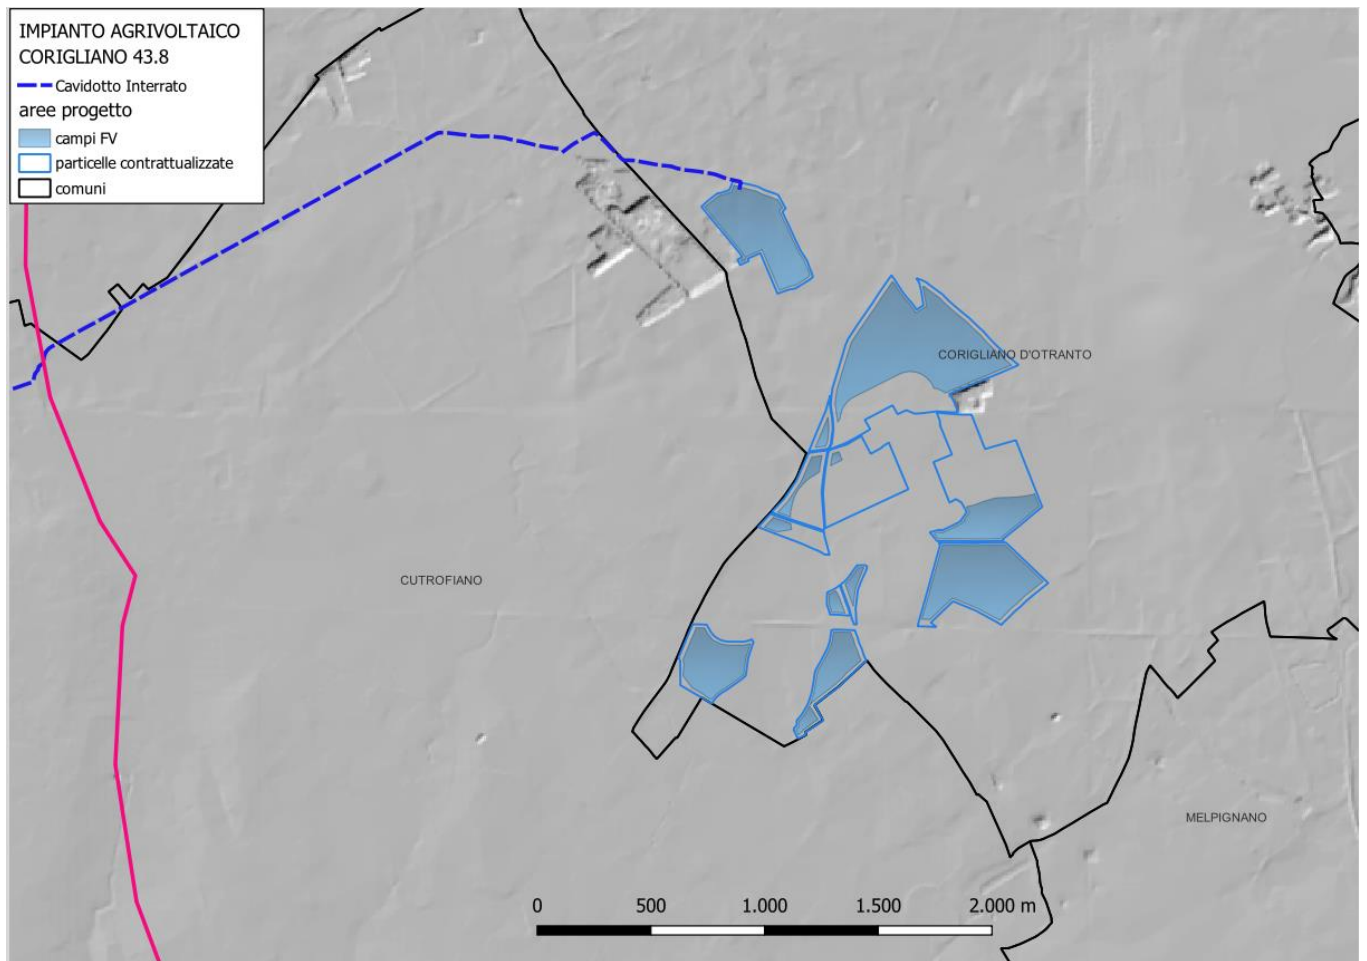 IMPIANTO AGRIVOLTAICO
CORIGLIANO 43.8
Cavidotto Interrato
aree progetto
campi FV
particelle contrattualizzate
comuni
CORIGLIANO D'OTRANTO
CUTROFIANO
MELPIGNANO
0 500 1.000 1.500 2.000 m